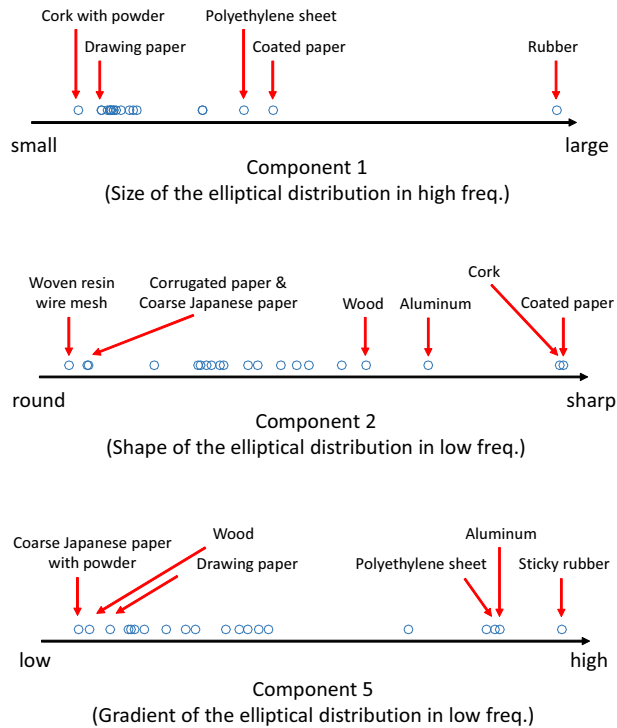 Cork with powder
Polyethylene sheet
Drawing paper
Coated paper
Rubber
small
large
Component 1
(Size of the elliptical distribution in high freq.)
Cork
Woven resin
wire mesh
Corrugated paper &
Coarse Japanese paper
Wood
Aluminum
Coated paper
round
sharp
Component 2
(Shape of the elliptical distribution in low freq.)
Wood
Aluminum
Coarse Japanese paper
with powder
Drawing paper
Polyethylene sheet
Sticky rubber
low
high
Component 5
(Gradient of the elliptical distribution in low freq.)